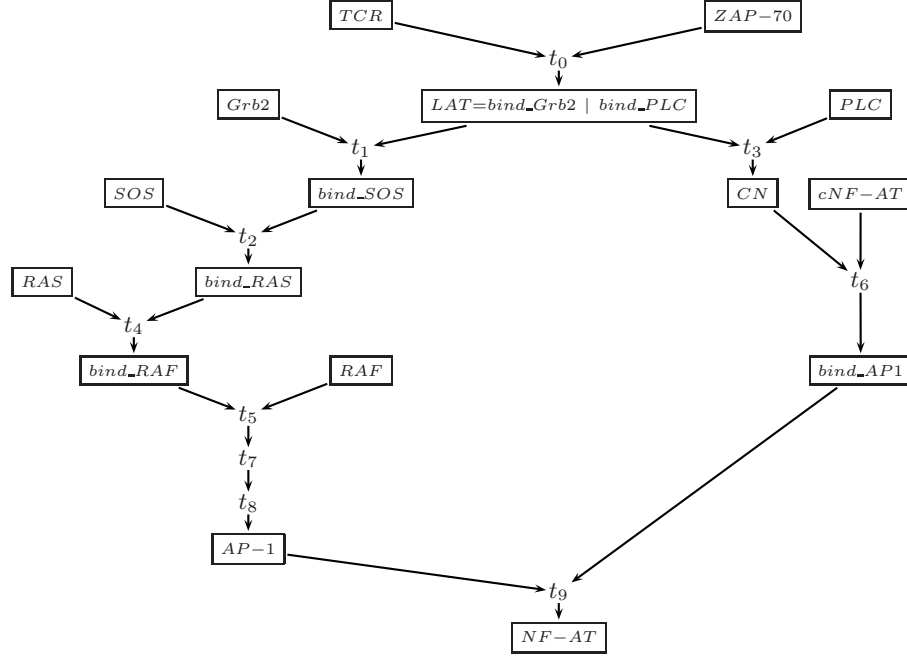 TCR ZAP−70
t0
Grb2 LAT=bind_Grb2 | bind_PLC PLC
t1 t3
SOS bind_SOS CN cNF−AT
t2
RAS bind_RAS t6
t4
bind_RAF RAF bind_AP1
t5
t7
t8
AP−1
t9
NF−AT